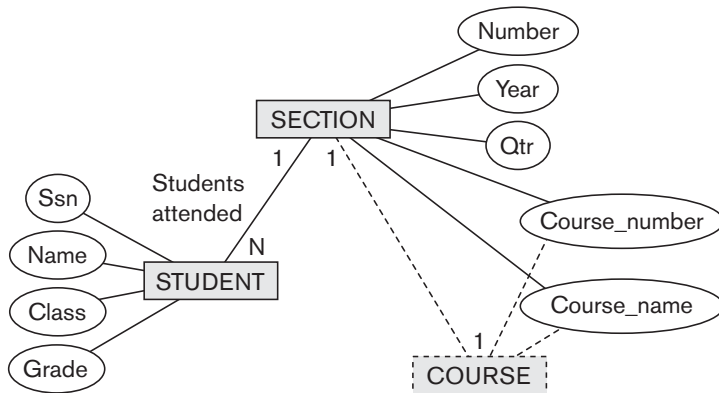 Number
Year
SECTION
Qtr
1
1
Students
attended
Ssn
Course_number
Name
N
STUDENT
Class
Course_name
Grade
1
COURSE